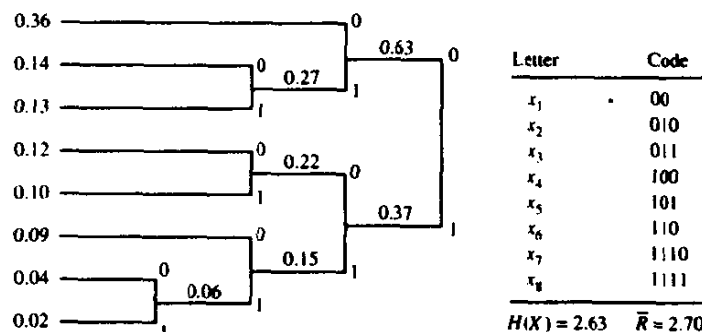 0.36
0
0.63
0
0.14
0
0.27
1
0.13
1
0.12
0
0.22
0
0.10
1
0.37
1
0.09
0
0.15
1
0.04
0
0.06
1
0.02
1
Letter Code
x₁ 00
x₂ 010
x₃ 011
x₄ 100
x₅ 101
x₆ 110
x₇ 1110
x₈ 1111
H(X) = 2.63 R̅ = 2.70